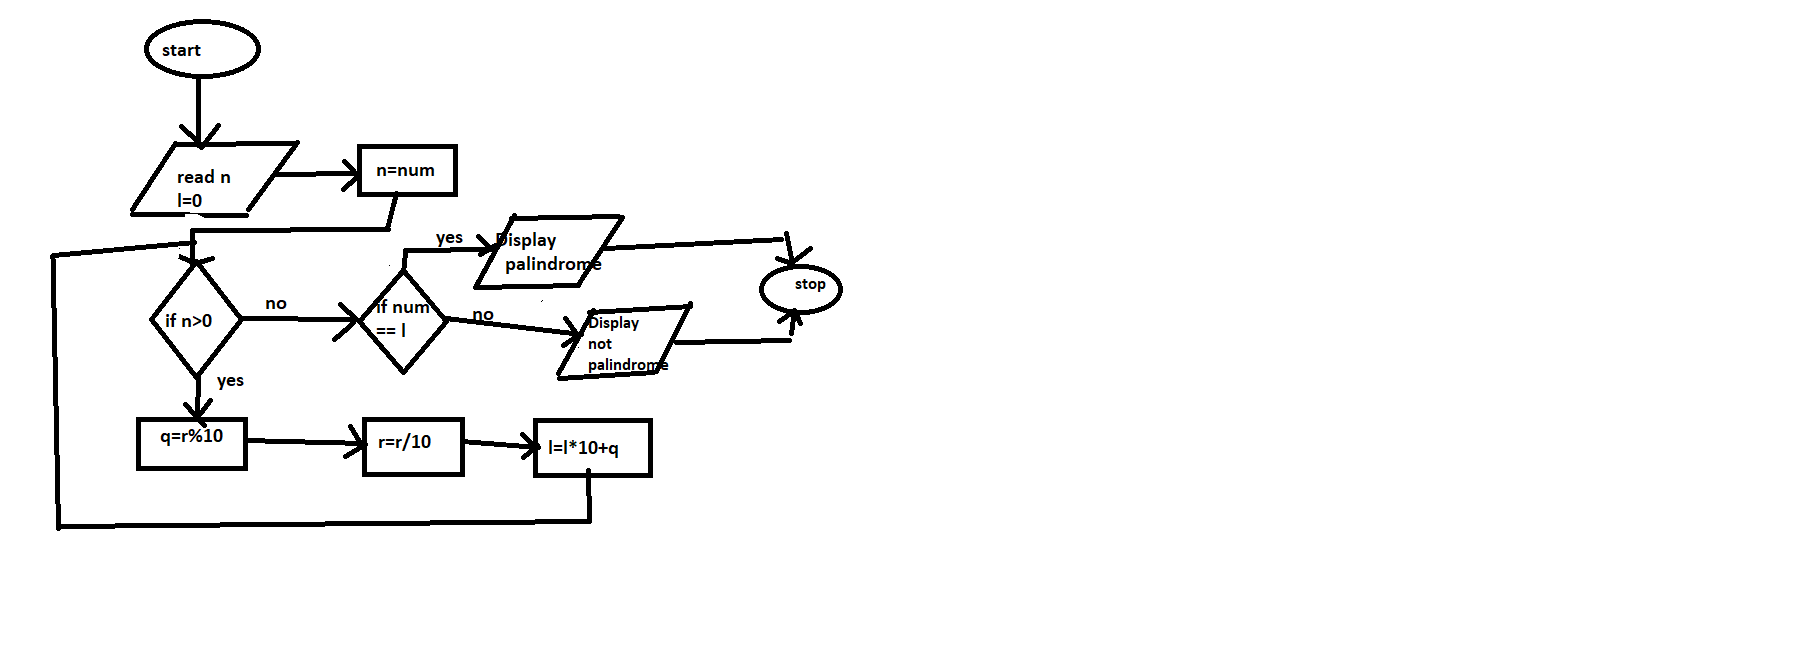 start
read n
l=0
n=num
if n>0
no
yes
if num
== l
yes
no
Display
palindrome
Display
not
palindrome
stop
q=r%10
r=r/10
l=l*10+q